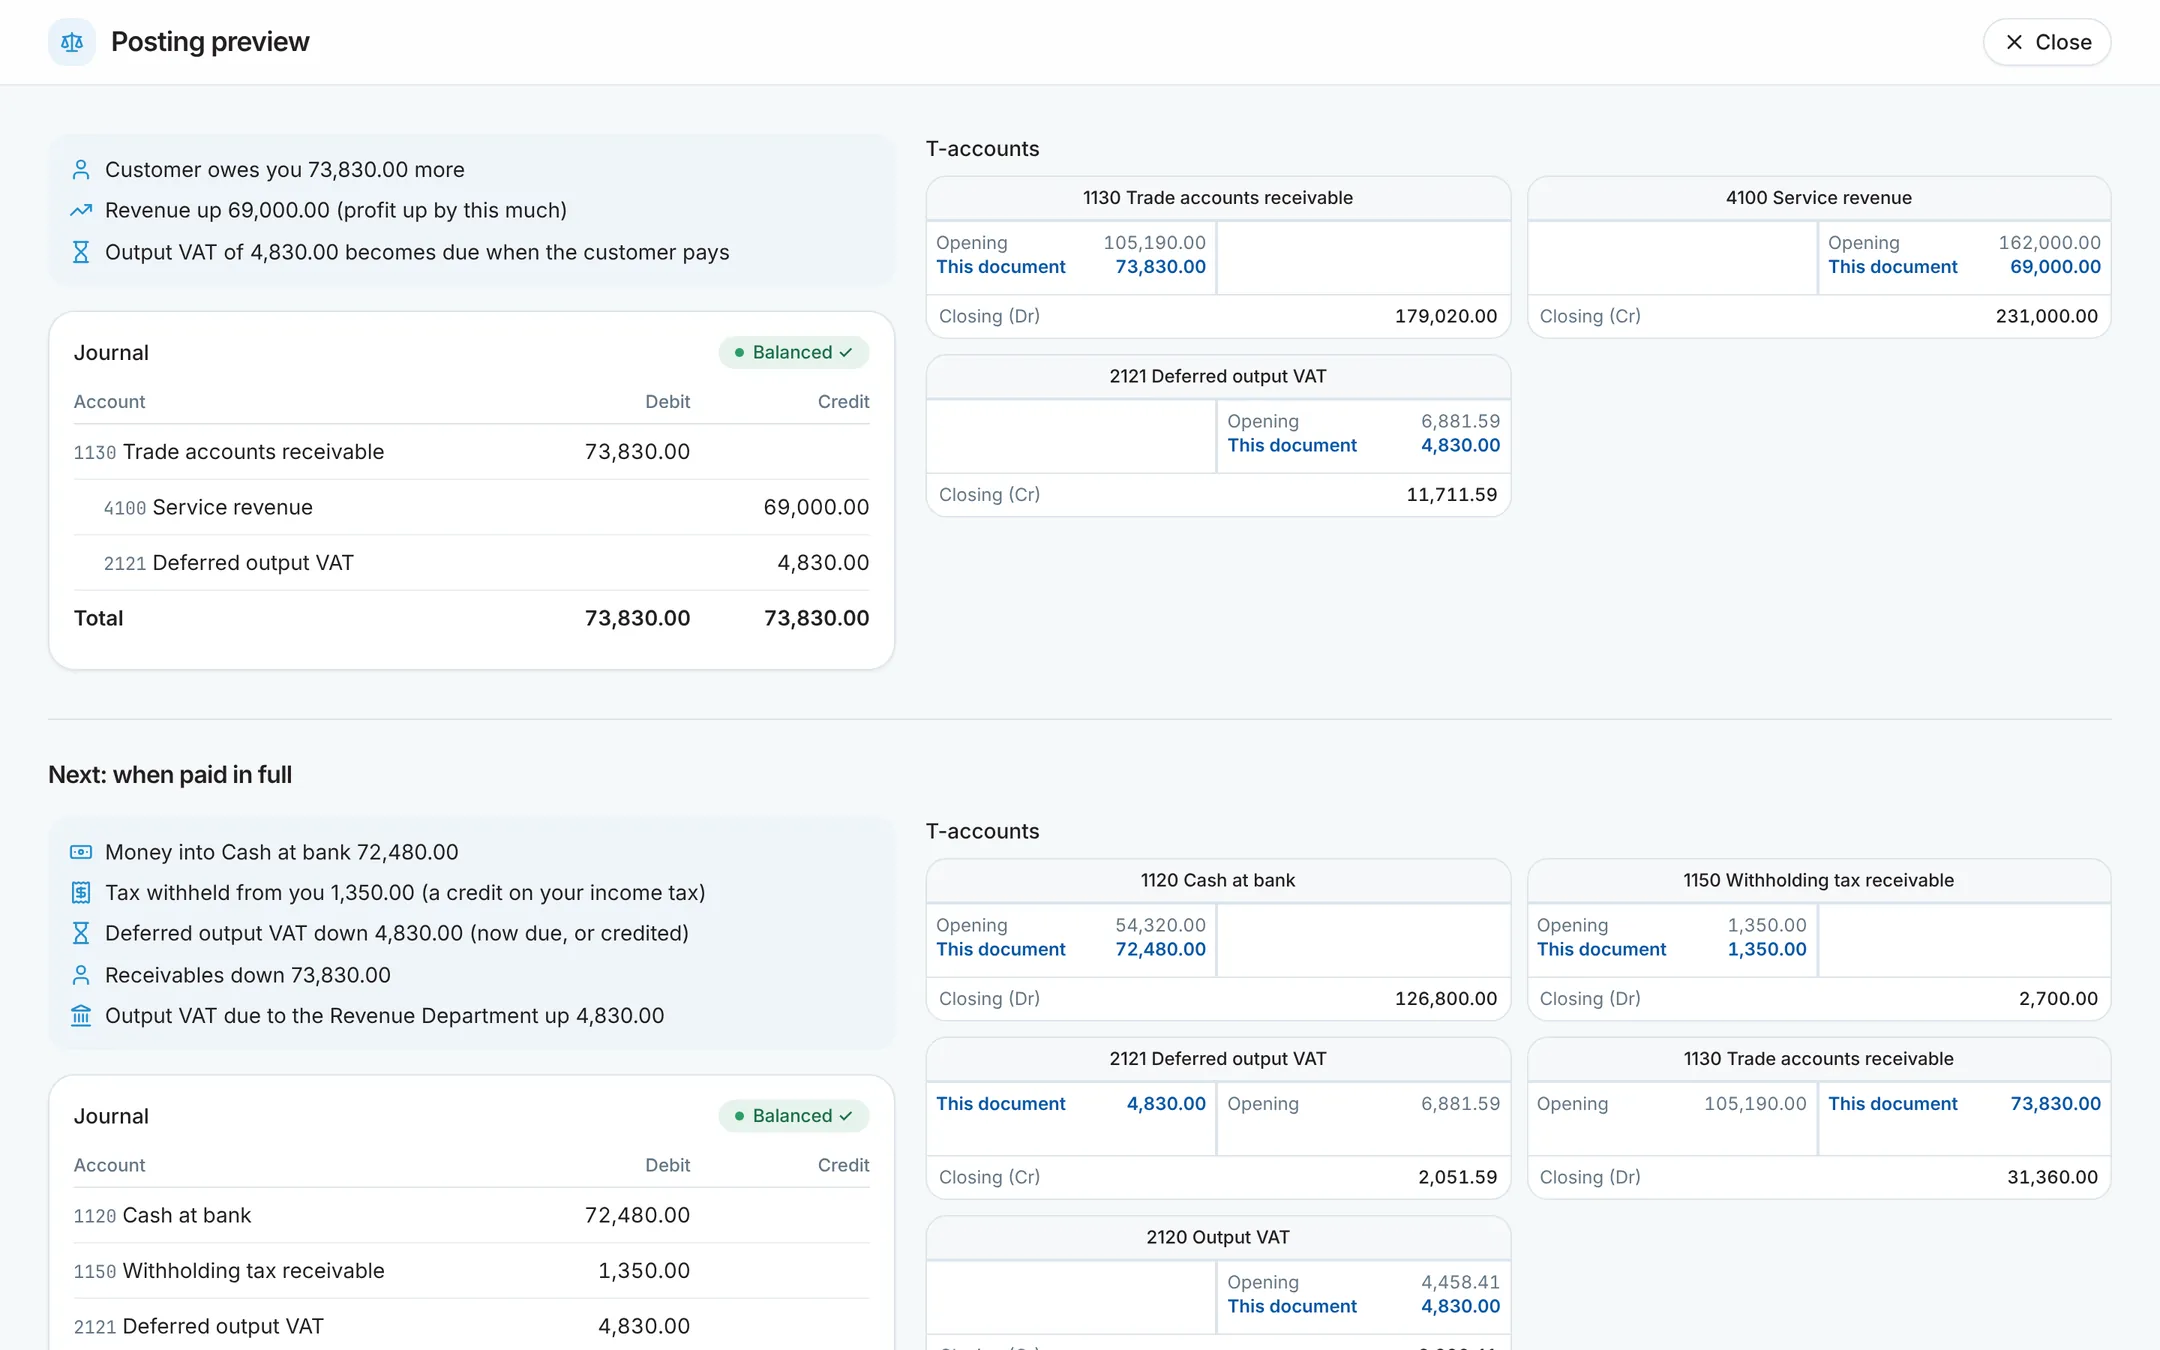 Posting preview
Close
Customer owes you 73,830.00 more
Revenue up 69,000.00 (profit up by this much)
Output VAT of 4,830.00 becomes due when the customer pays
Journal
Balanced ✓
Account Debit Credit
1130 Trade accounts receivable 73,830.00
4100 Service revenue 69,000.00
2121 Deferred output VAT 4,830.00
Total 73,830.00 73,830.00
T-accounts
1130 Trade accounts receivable
Opening 105,190.00
This document 73,830.00
Closing (Dr) 179,020.00
4100 Service revenue
Opening 162,000.00
This document 69,000.00
Closing (Cr) 231,000.00
2121 Deferred output VAT
Opening 6,881.59
This document 4,830.00
Closing (Cr) 11,711.59
Next: when paid in full
Money into Cash at bank 72,480.00
Tax withheld from you 1,350.00 (a credit on your income tax)
Deferred output VAT down 4,830.00 (now due, or credited)
Receivables down 73,830.00
Output VAT due to the Revenue Department up 4,830.00
Journal
Balanced ✓
Account Debit Credit
1120 Cash at bank 72,480.00
1150 Withholding tax receivable 1,350.00
2121 Deferred output VAT 4,830.00
T-accounts
1120 Cash at bank
Opening 54,320.00
This document 72,480.00
Closing (Dr) 126,800.00
1150 Withholding tax receivable
Opening 1,350.00
This document 1,350.00
Closing (Dr) 2,700.00
2121 Deferred output VAT
This document 4,830.00 Opening 6,881.59
Closing (Cr) 2,051.59
1130 Trade accounts receivable
Opening 105,190.00 This document 73,830.00
Closing (Dr) 31,360.00
2120 Output VAT
Opening 4,458.41
This document 4,830.00